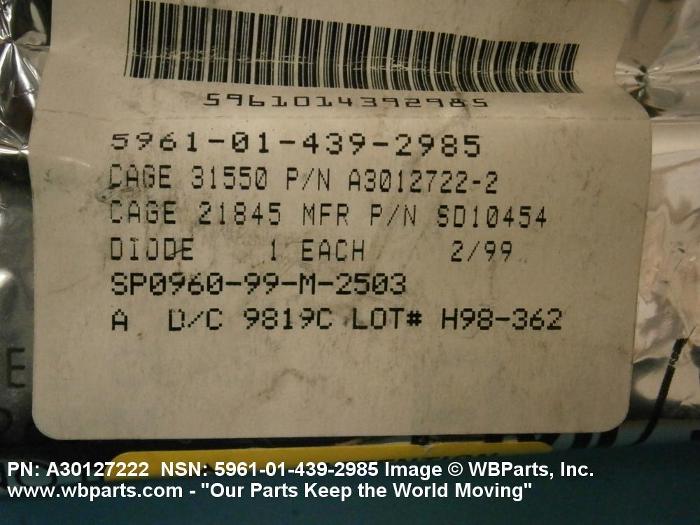 5961014392985
5961-01-439-2985
CAGE 31550 P/N A3012722-2
CAGE 21845 MFR P/N SD10454
DIODE 1 EACH 2/99
SP0960-99-M-2503
A D/C 9819C LOT# H98-362
PN: A30127222 NSN: 5961-01-439-2985 Image © WBParts, Inc.
www.wbparts.com - "Our Parts Keep the World Moving"